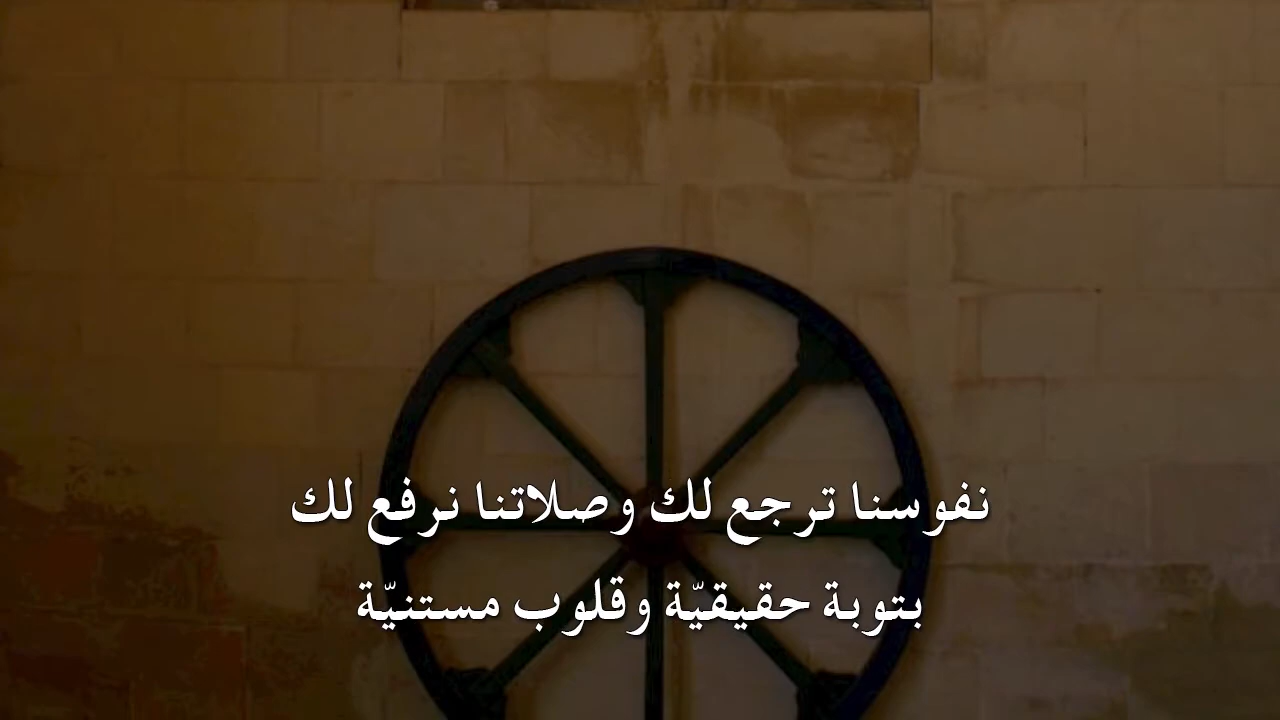 نفوسنا ترجع لك وصلاتنا نرفع لك
بتوبة حقيقيّة وقلوب مستنيّة